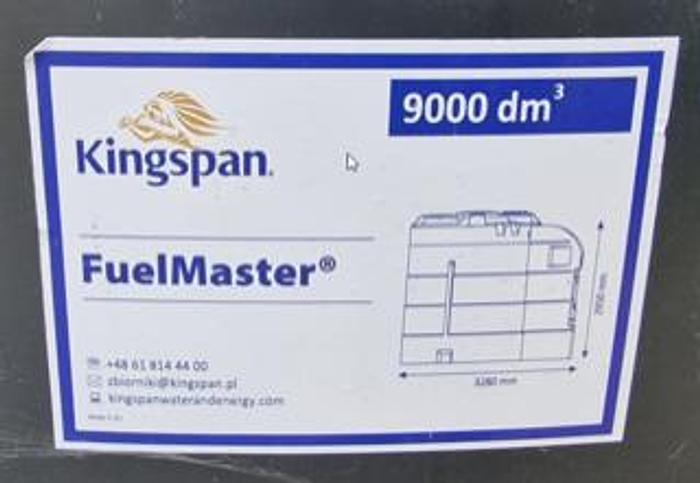 Kingspan.
9000 dm³
FuelMaster®
3280 mm
+48 61 814 44 00
zbiorniki@kingspan.pl
kingspanwaterandenergy.com